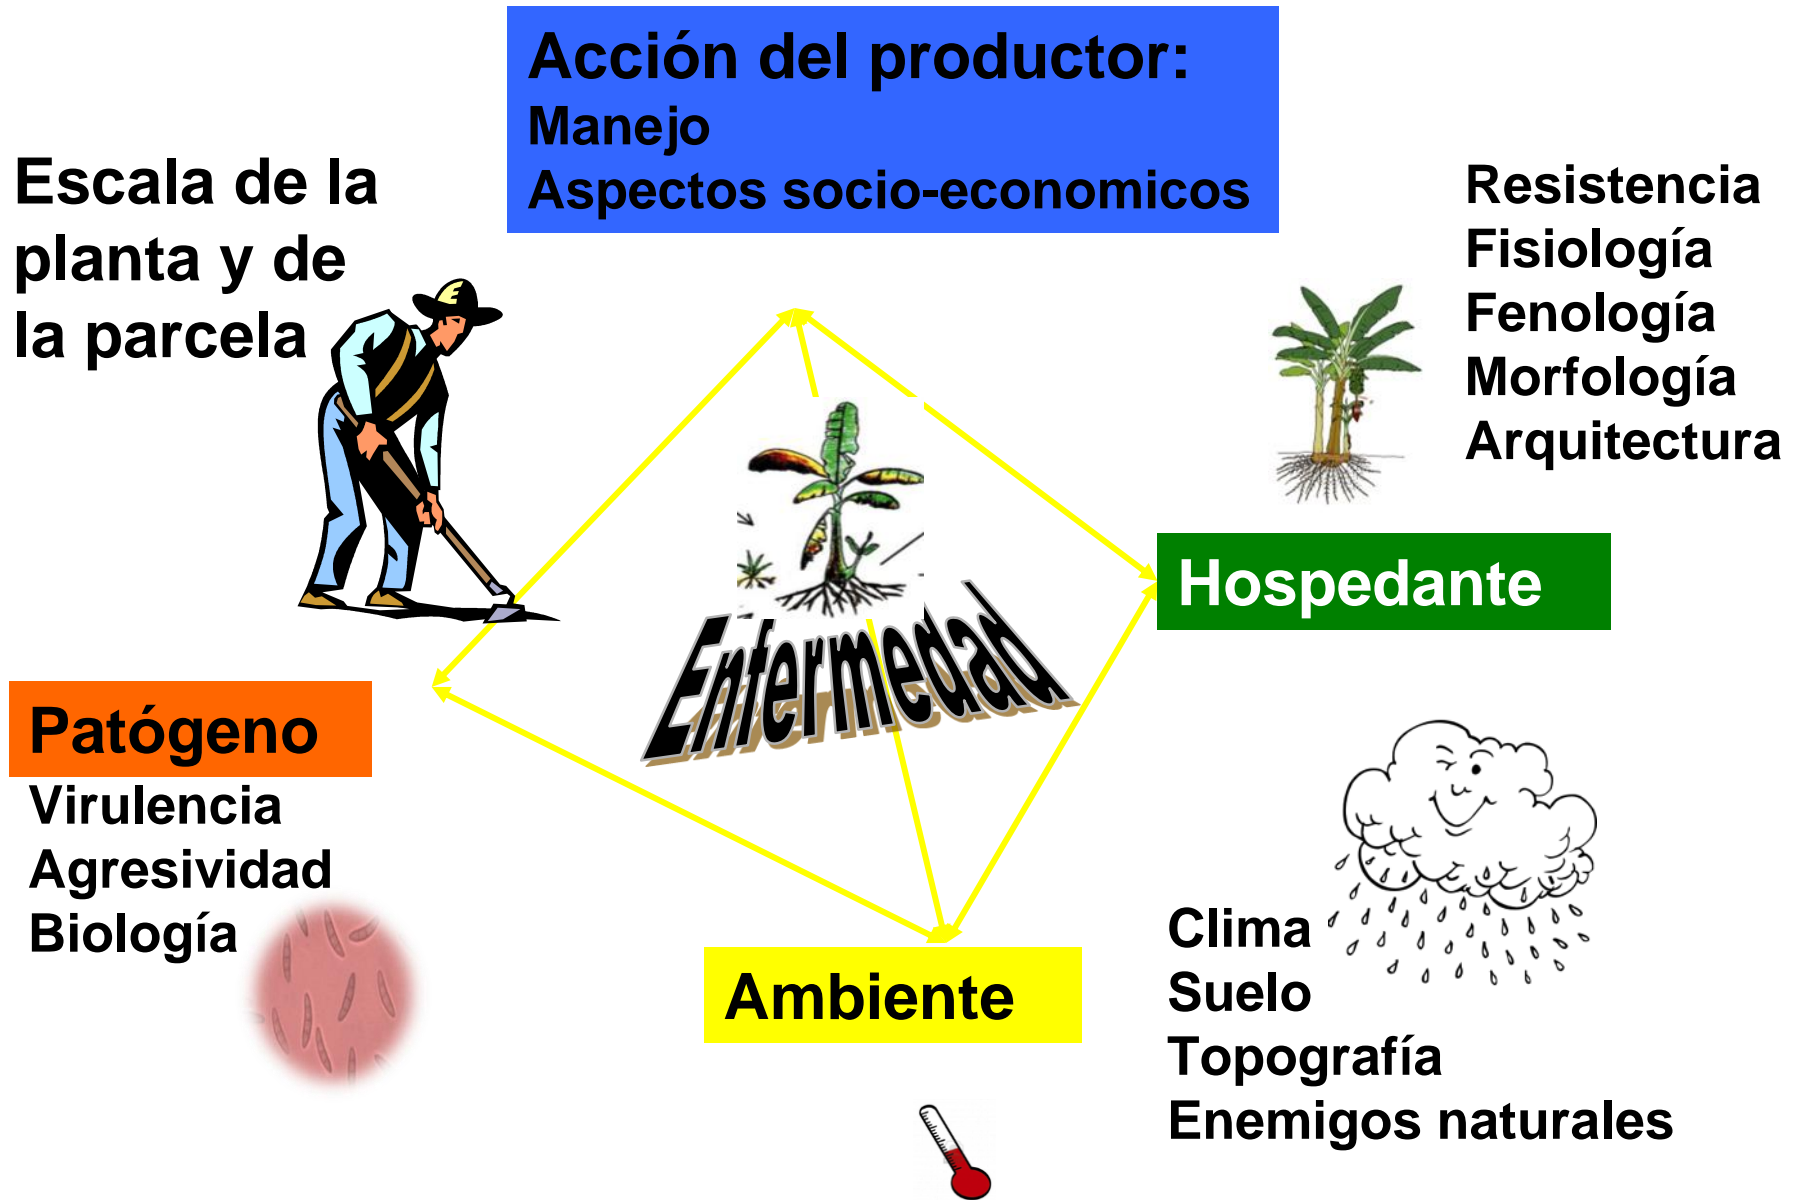 Acción del productor:
Manejo
Aspectos socio-economicos
Escala de la
planta y de
la parcela
Resistencia
Fisiología
Fenología
Morfología
Arquitectura
Hospedante
Enfermedad
Patógeno
Virulencia
Agresividad
Biología
Ambiente
Clima
Suelo
Topografía
Enemigos naturales